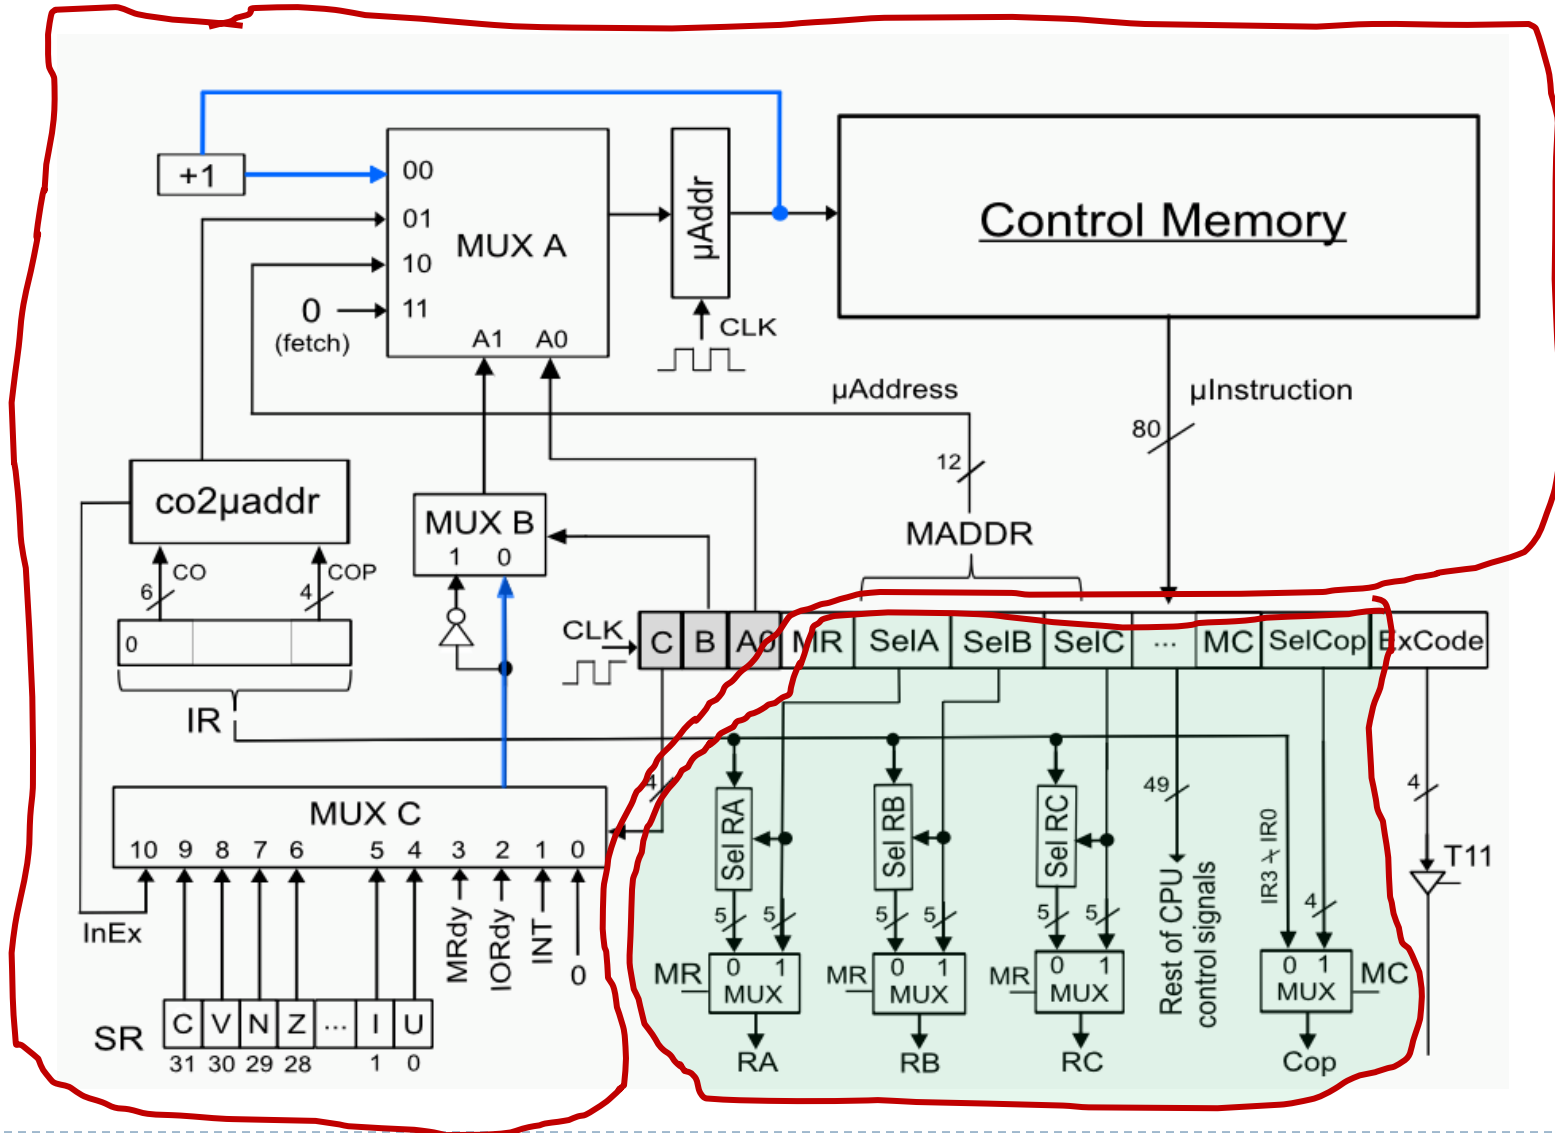 +1
00
01
10
11
MUX A
A1 A0
0
(fetch)
µAddr
CLK
Control Memory
µAddress
µInstruction
80
12
MADDR
co2µaddr
6
CO
4
COP
0
IR
MUX B
1 0
CLK
C B A0 MR SelA SelB SelC ... MC SelCop ExCode
4
MUX C
10 9 8 7 6 5 4 3 2 1 0
InEx
MRdy
IORdy
INT
0
SR
C V N Z ... I U
31 30 29 28 1 0
Sel RA
Sel RB
Sel RC
5 5
5 5
5 5
49
Rest of CPU
control signals
IR3 ÷ IR0
4
4
T11
MR 0 1 MUX
MR 0 1 MUX
MR 0 1 MUX
0 1 MUX MC
RA
RB
RC
Cop